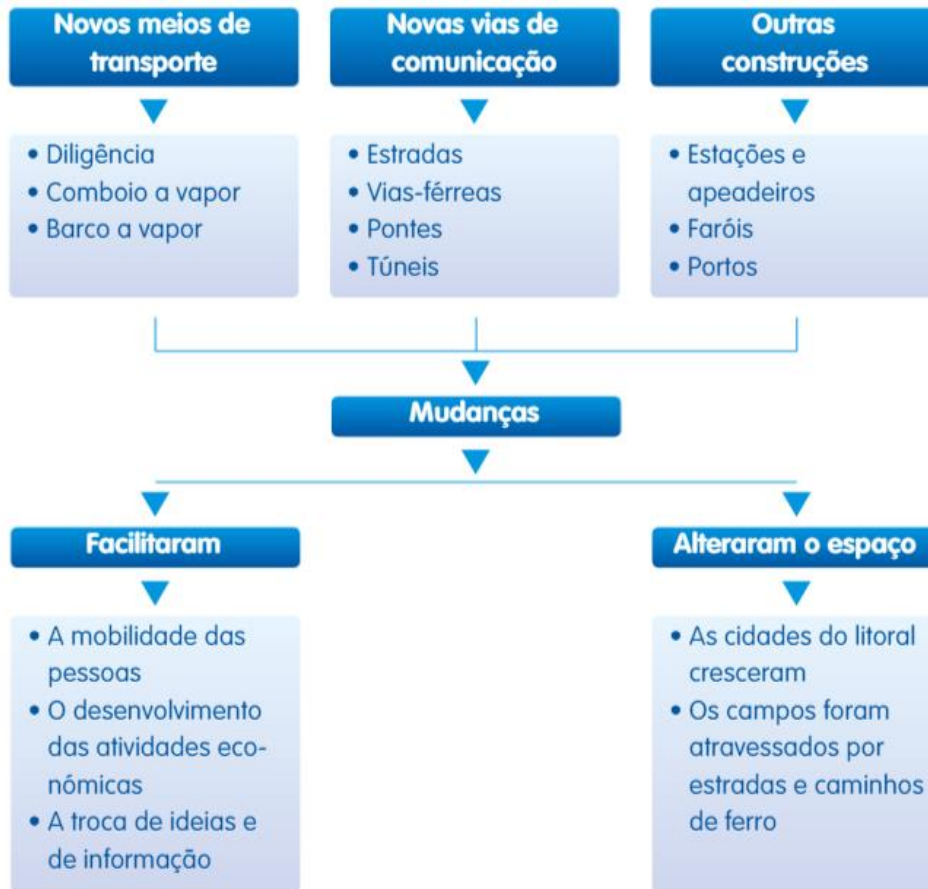 Novos meios de
transporte
• Diligência
• Comboio a vapor
• Barco a vapor
Novas vias de
comunicação
• Estradas
• Vias-férreas
• Pontes
• Túneis
Outras
construções
• Estações e
apeadeiros
• Faróis
• Portos
Mudanças
Facilitaram
• A mobilidade das
pessoas
• O desenvolvimento
das atividades eco-
nómicas
• A troca de ideias e
de informação
Alteraram o espaço
• As cidades do litoral
cresceram
• Os campos foram
atravessados por
estradas e caminhos
de ferro